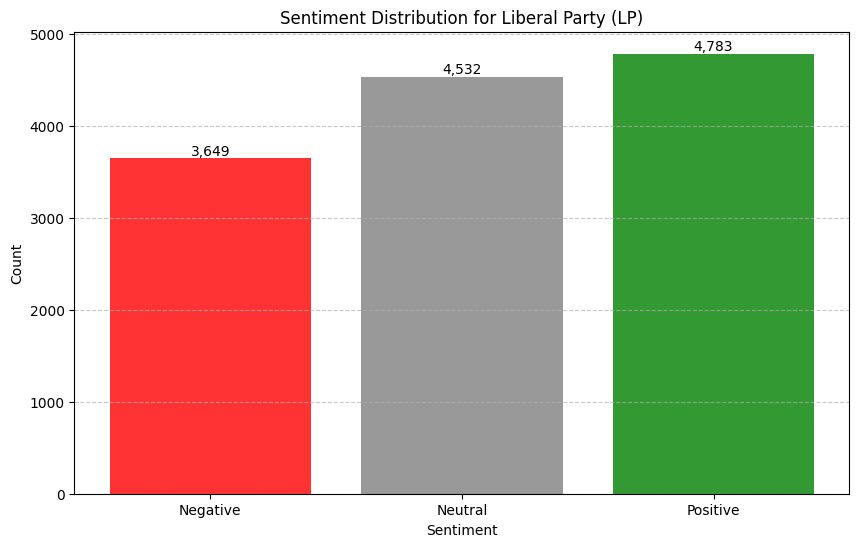 Sentiment Distribution for Liberal Party (LP)
5000
4000
3000
2000
1000
0
Count
3,649
4,532
4,783
Negative
Neutral
Positive
Sentiment